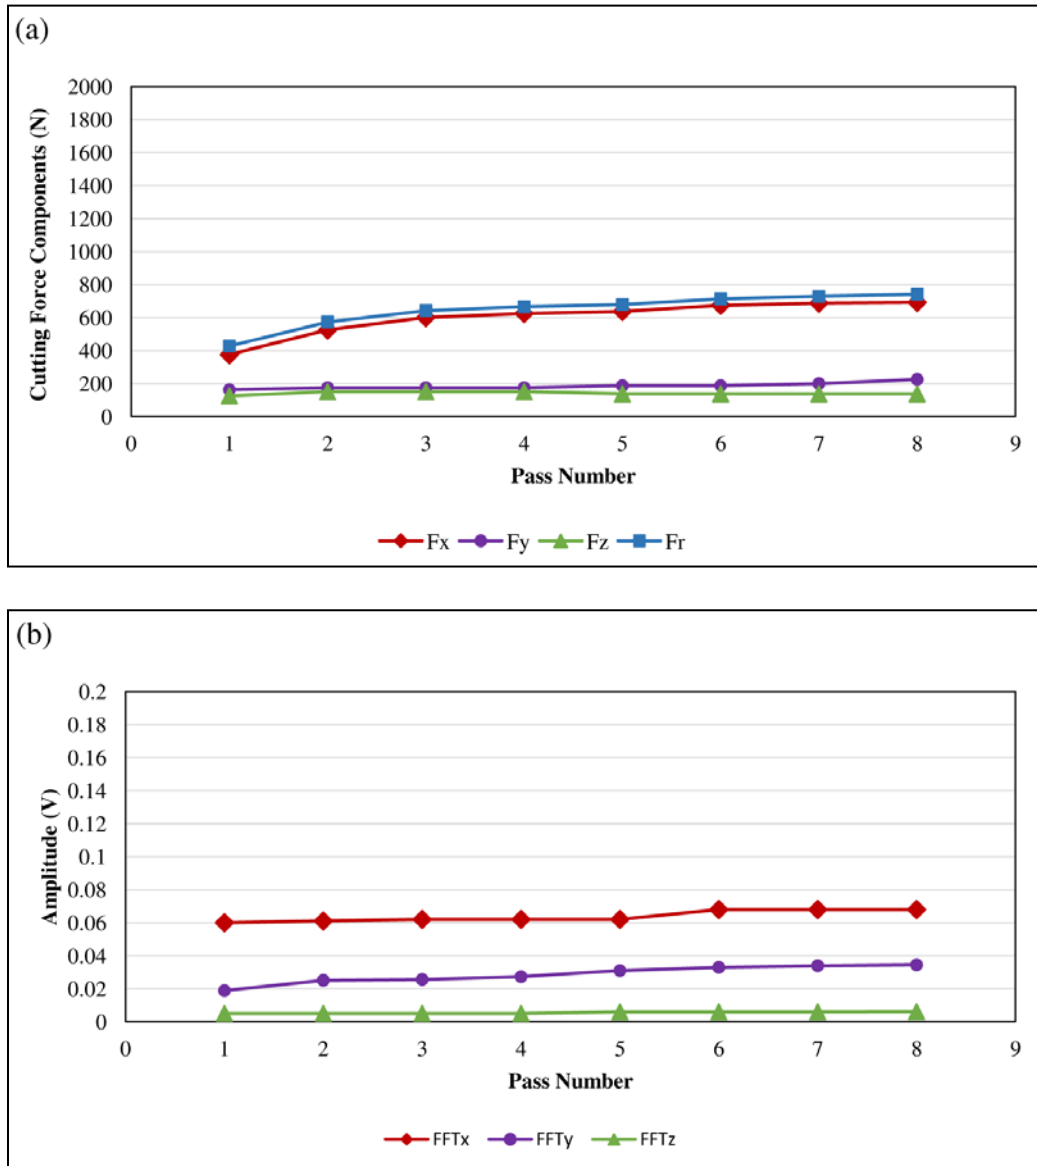 (a)
Cutting Force Components (N)
2000
1800
1600
1400
1200
1000
800
600
400
200
0
0 1 2 3 4 5 6 7 8 9
Pass Number
Fx Fy Fz Fr
(b)
Amplitude (V)
0.2
0.18
0.16
0.14
0.12
0.1
0.08
0.06
0.04
0.02
0
0 1 2 3 4 5 6 7 8 9
Pass Number
FFTx FFTy FFTz